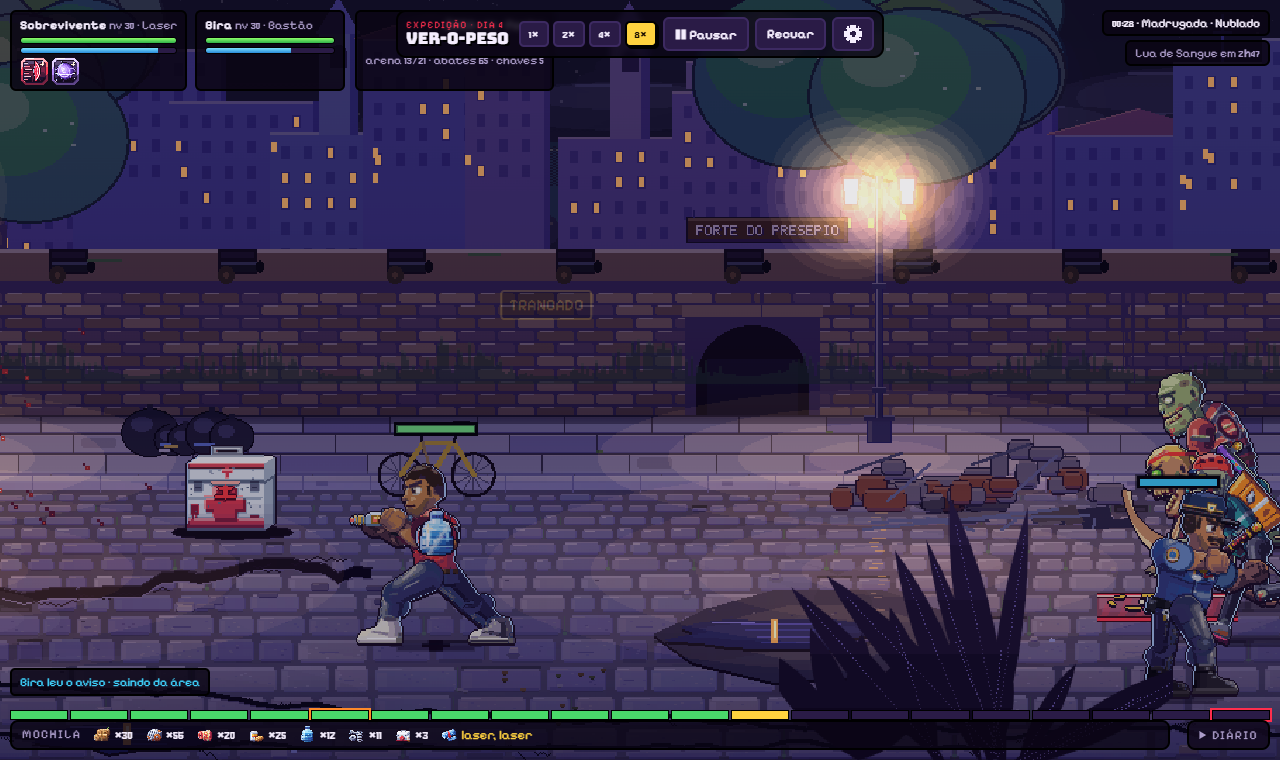 Sobrevivente nv 30 · Laser
Bira nv 30 · Bastão
EXPEDIÇÃO · DIA 4
VER-O-PESO
1×
2×
4×
8×
Pausar
Recuar
arena 13/21 · abates 65 · chaves 5
00:28 · Madrugada · Nublado
Lua de Sangue em 2h47
FORTE DO PRESEPIO
TRANCADO
Bira leu o aviso · saindo da área
MOCHILA ×30 ×56 ×20 ×25 ×12 ×11 ×3 laser, laser
DIÁRIO